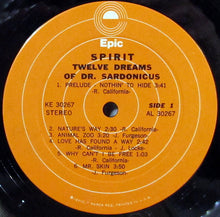 Epic
SPIRIT
TWELVE DREAMS
OF DR. SARDONICUS
1. PRELUDE - NOTHIN' TO HIDE 3:41
-R. California-
KE 30267 SIDE 1
STEREO AL 30267
2. NATURE'S WAY 2:30 -R. California-
3. ANIMAL ZOO 3:20 -J. Furgeson-
4. LOVE HAS FOUND A WAY 2:42
-R. California - J. Locke-
5. WHY CAN'T I BE FREE 1:03
-R. California-
6. MR. SKIN 3:50
-J. Furgeson-